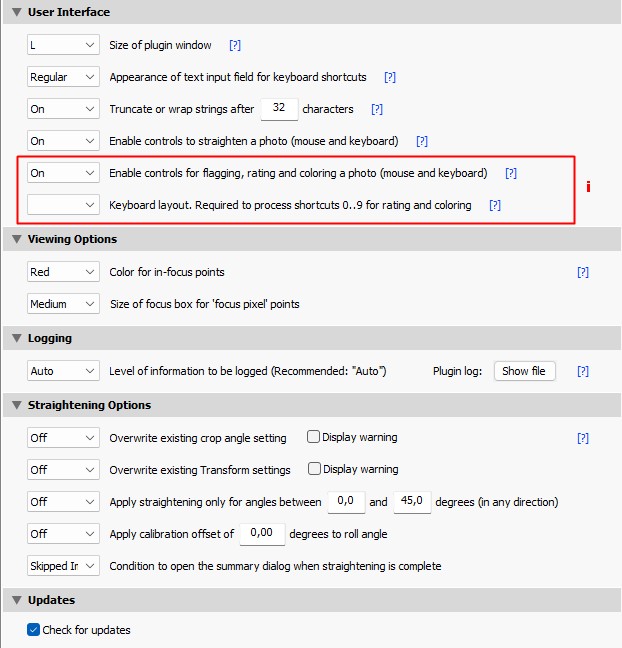 User Interface
L Size of plugin window [?]
Regular Appearance of text input field for keyboard shortcuts [?]
On Truncate or wrap strings after 32 characters [?]
On Enable controls to straighten a photo (mouse and keyboard) [?]
On Enable controls for flagging, rating and coloring a photo (mouse and keyboard) [?]
i
Keyboard layout. Required to process shortcuts 0..9 for rating and coloring [?]
Viewing Options
Red Color for in-focus points [?]
Medium Size of focus box for 'focus pixel' points
Logging
Auto Level of information to be logged (Recommended: "Auto") Plugin log: Show file [?]
Straightening Options
Off Overwrite existing crop angle setting Display warning [?]
Off Overwrite existing Transform settings Display warning
Off Apply straightening only for angles between 0,0 and 45,0 degrees (in any direction)
Off Apply calibration offset of 0,00 degrees to roll angle
Skipped Ir Condition to open the summary dialog when straightening is complete
Updates
Check for updates